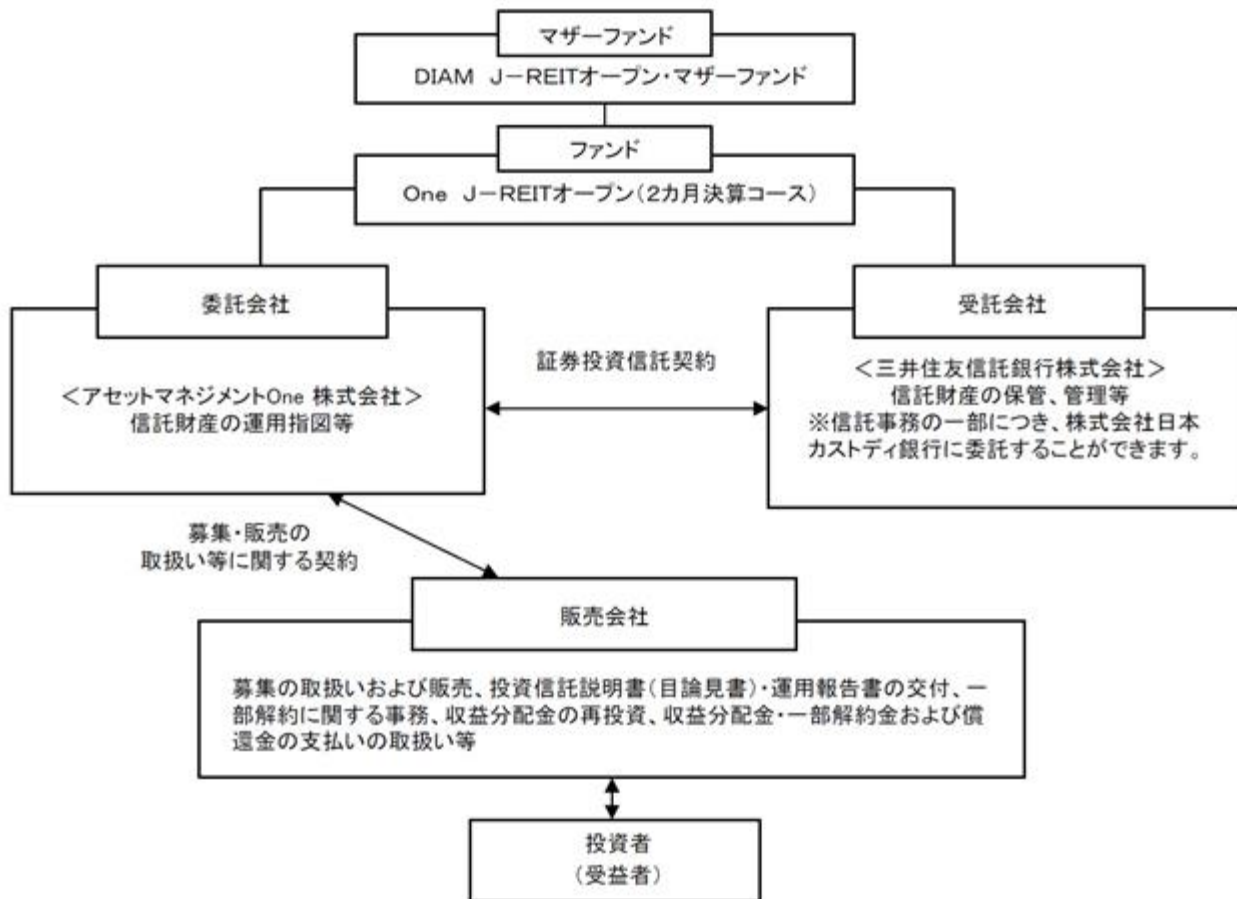 マザーファンド
DIAM J－REITオープン・マザーファンド
ファンド
One J－REITオープン（2カ月決算コース）
委託会社
＜アセットマネジメントOne 株式会社＞
信託財産の運用指図等
証券投資信託契約
受託会社
＜三井住友信託銀行株式会社＞
信託財産の保管、管理等
※信託事務の一部につき、株式会社日本
カストディ銀行に委託することができます。
募集・販売の
取扱い等に関する契約
販売会社
募集の取扱いおよび販売、投資信託説明書（目論見書）・運用報告書の交付、一
部解約に関する事務、収益分配金の再投資、収益分配金・一部解約金および償
還金の支払いの取扱い等
投資者
（受益者）